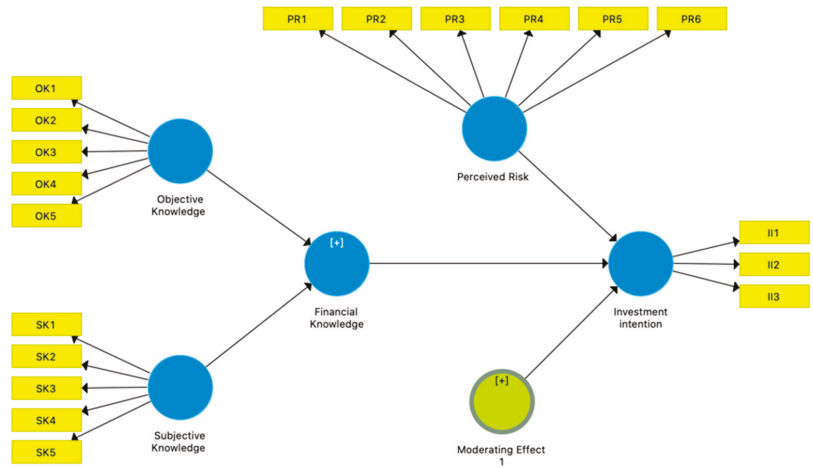 PR1
PR2
PR3
PR4
PR5
PR6
OK1
OK2
OK3
OK4
OK5
Objective
Knowledge
Perceived Risk
[+]
Financial
Knowledge
II1
II2
II3
Investment
intention
SK1
SK2
SK3
SK4
SK5
Subjective
Knowledge
[+]
Moderating Effect
1